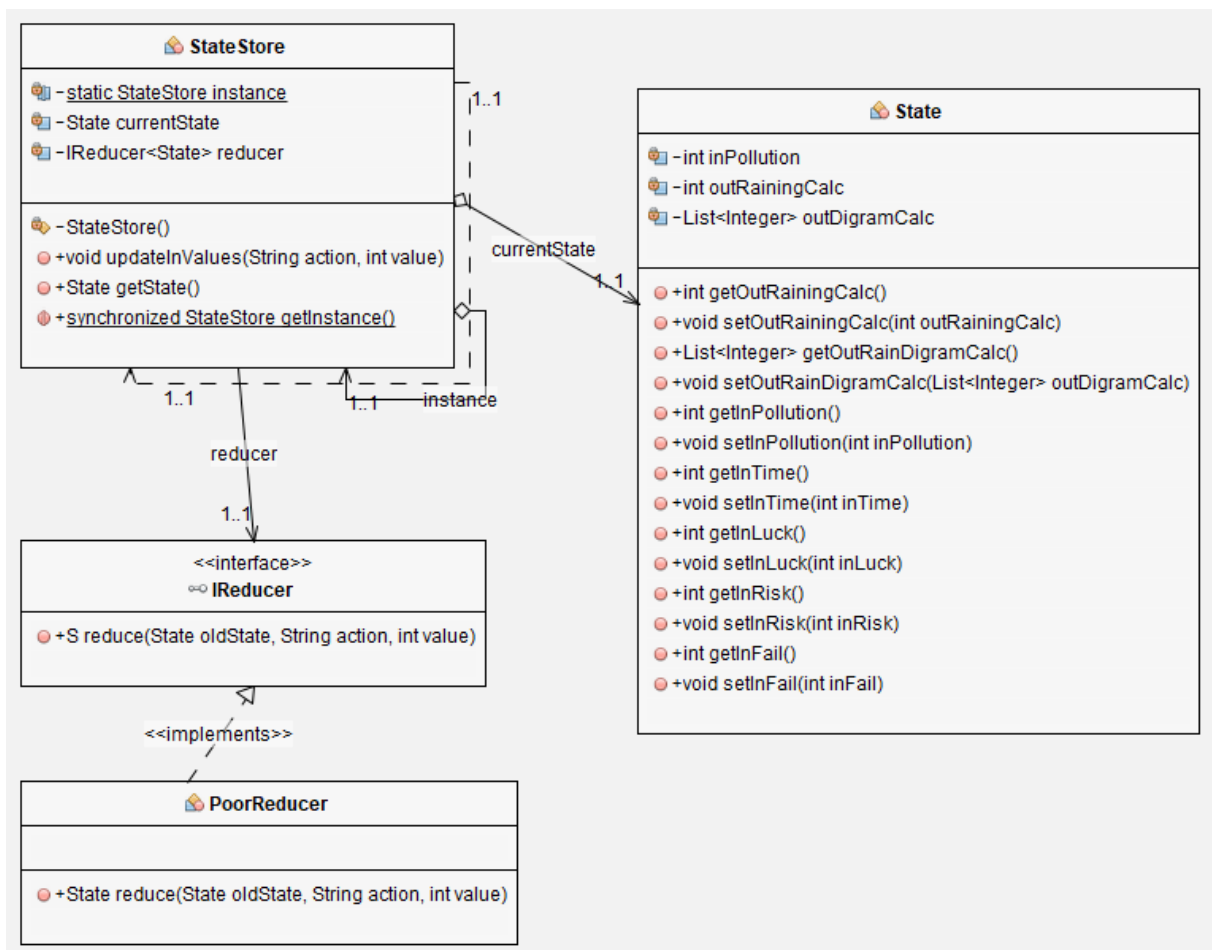 StateStore
-static StateStore instance
-State currentState
-IReducer<State> reducer
-StateStore()
+void updateInValues(String action, int value)
+State getState()
+synchronized StateStore getInstance()
1..1
currentState
1..1
1..1
1..1
instance
reducer
1..1
State
-int inPollution
-int outRainingCalc
-List<Integer> outDigramCalc
+int getOutRainingCalc()
+void setOutRainingCalc(int outRainingCalc)
+List<Integer> getOutRainDigramCalc()
+void setOutRainDigramCalc(List<Integer> outDigramCalc)
+int getInPollution()
+void setInPollution(int inPollution)
+int getInTime()
+void setInTime(int inTime)
+int getInLuck()
+void setInLuck(int inLuck)
+int getInRisk()
+void setInRisk(int inRisk)
+int getInFail()
+void setInFail(int inFail)
<<interface>>
IReducer
+S reduce(State oldState, String action, int value)
<<implements>>
PoorReducer
+State reduce(State oldState, String action, int value)